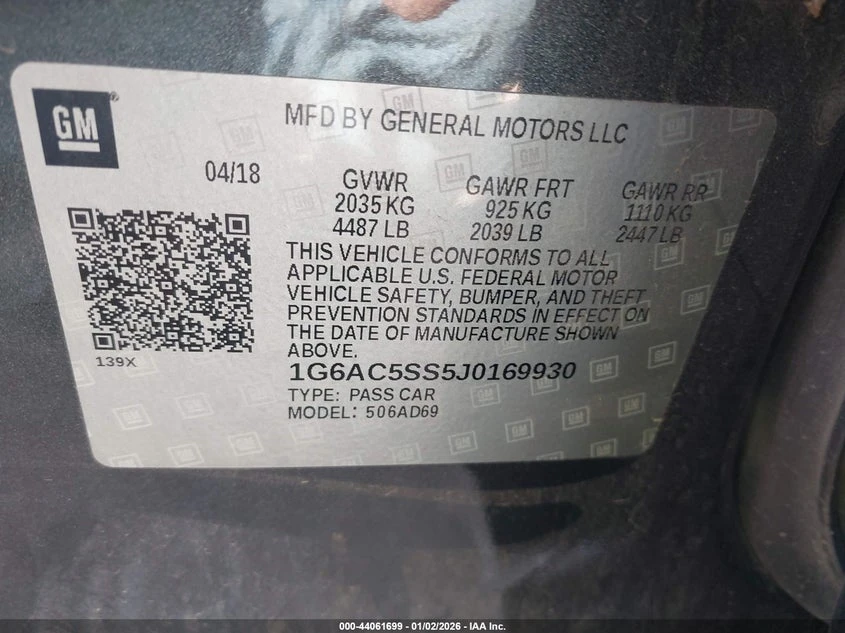 GM®
MFD BY GENERAL MOTORS LLC
04/18
GVWR GAWR FRT GAWR RR
2035 KG 925 KG 1110 KG
4487 LB 2039 LB 2447 LB
THIS VEHICLE CONFORMS TO ALL
APPLICABLE U.S. FEDERAL MOTOR
VEHICLE SAFETY, BUMPER, AND THEFT
PREVENTION STANDARDS IN EFFECT ON
THE DATE OF MANUFACTURE SHOWN
ABOVE.
139X
1G6AC5SS5J0169930
TYPE: PASS CAR
MODEL: 506AD69
000-44061699 - 01/02/2026 - IAA Inc.